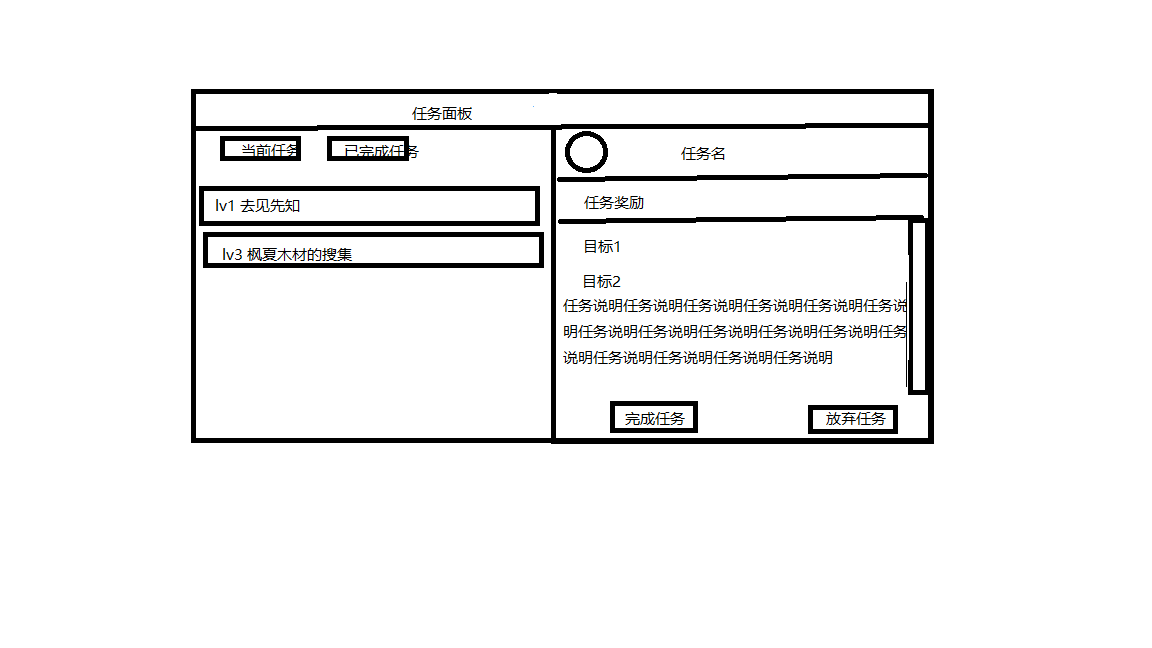 任务面板
当前任务
已完成任务
lv1 去见先知
lv3 枫夏木材的搜集
任务名
任务奖励
目标1
目标2
任务说明任务说明任务说明任务说明任务说明任务说
明任务说明任务说明任务说明任务说明任务说明任务
说明任务说明任务说明任务说明任务说明
完成任务
放弃任务